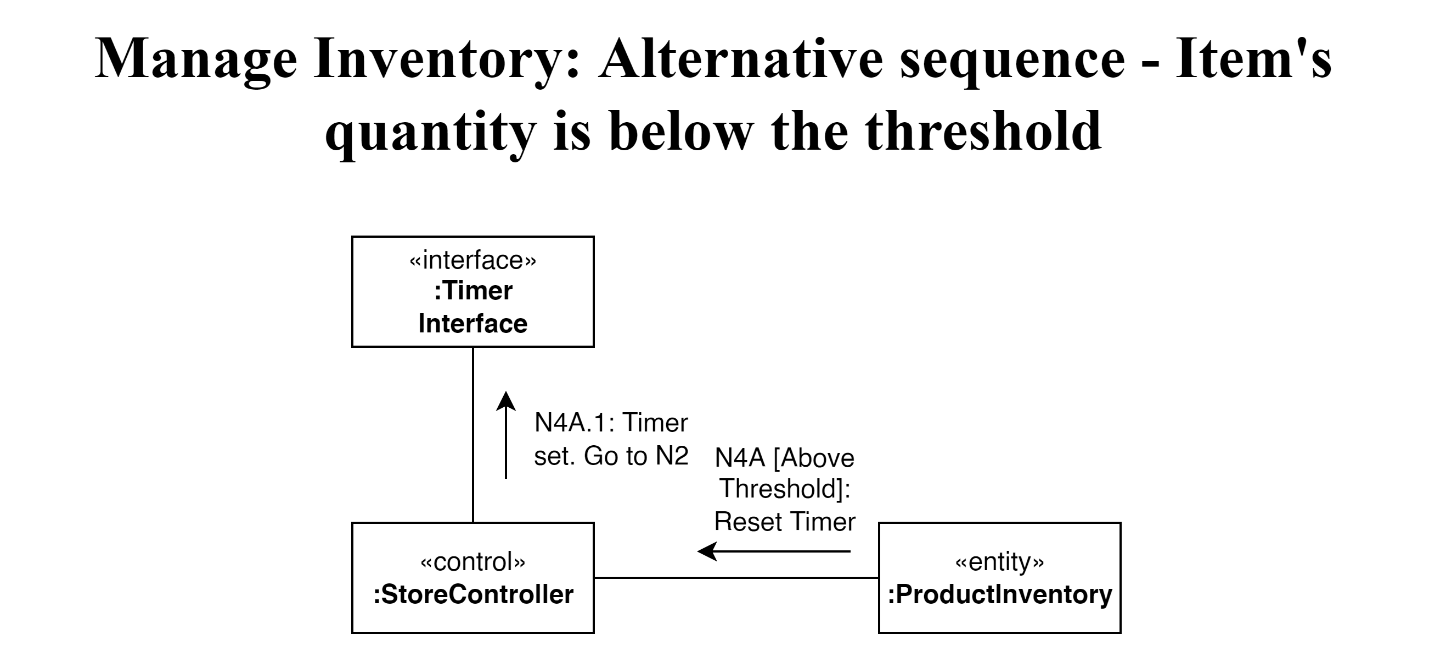 Manage Inventory: Alternative sequence - Item's
quantity is below the threshold
«interface»
:Timer
Interface
N4A.1: Timer
set. Go to N2
N4A [Above
Threshold]:
Reset Timer
«control»
:StoreController
«entity»
:ProductInventory